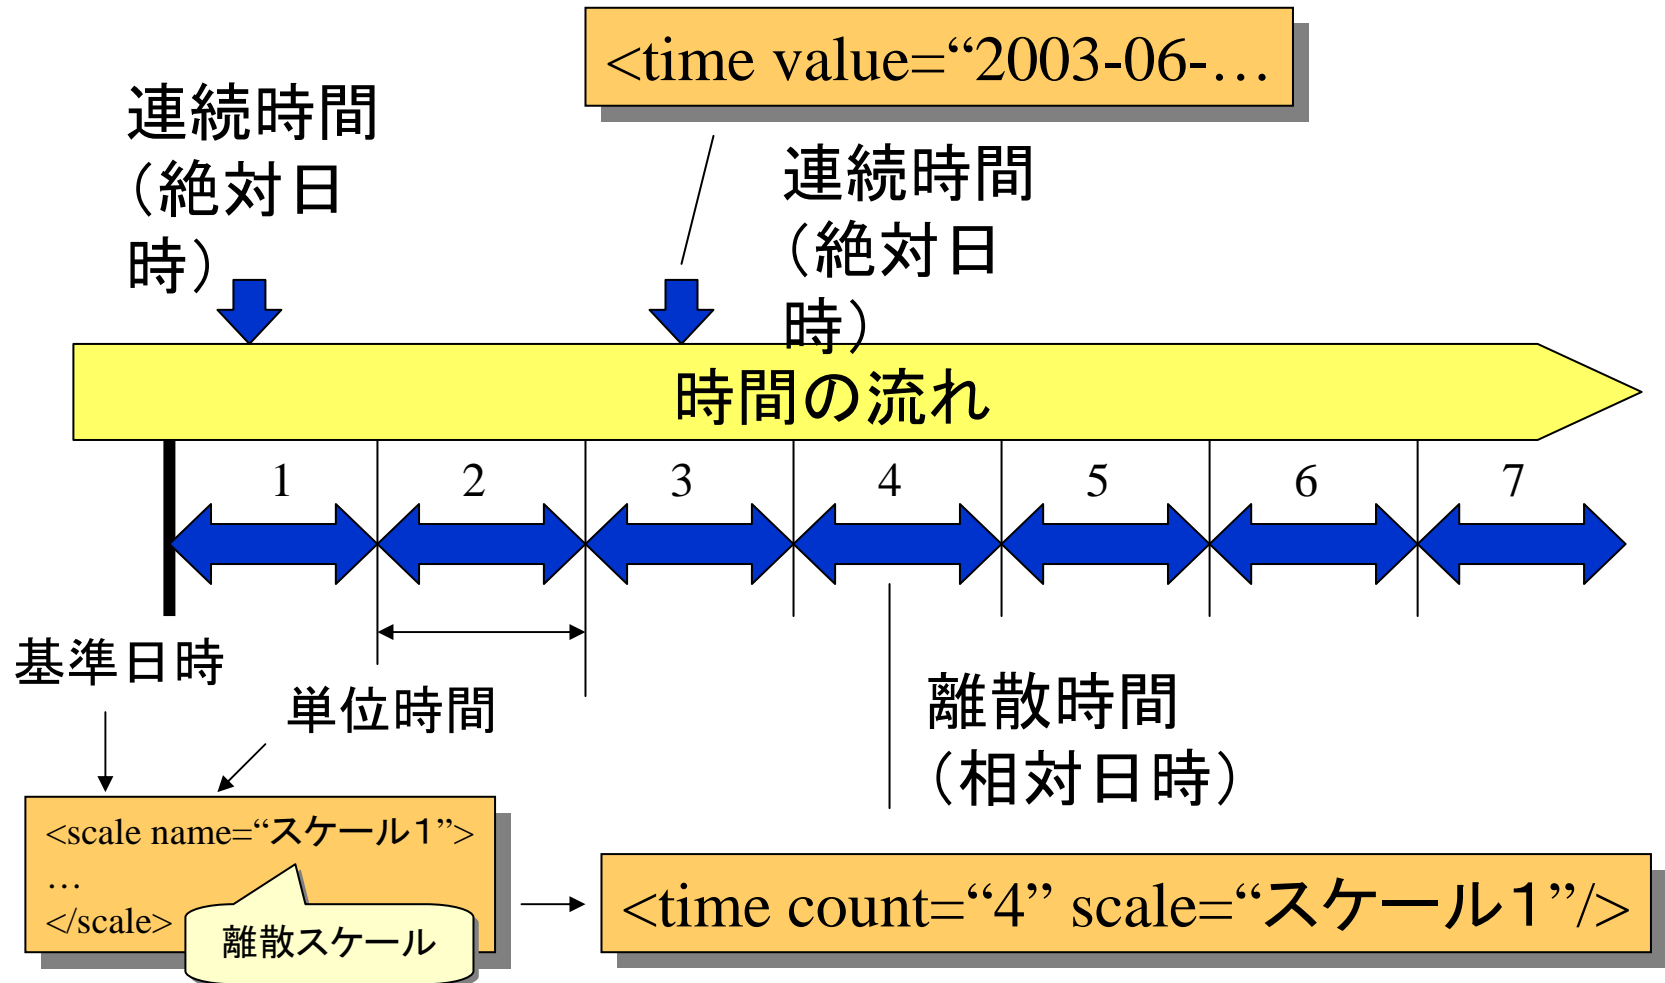 <time value=“2003-06-…
連続時間
（絶対日
時）
連続時間
（絶対日
時）
時間の流れ
1 2 3 4 5 6 7
基準日時
単位時間
離散時間
（相対日時）
<scale name=“スケール１”>
…
</scale>
離散スケール
<time count=“4” scale=“スケール１”/>